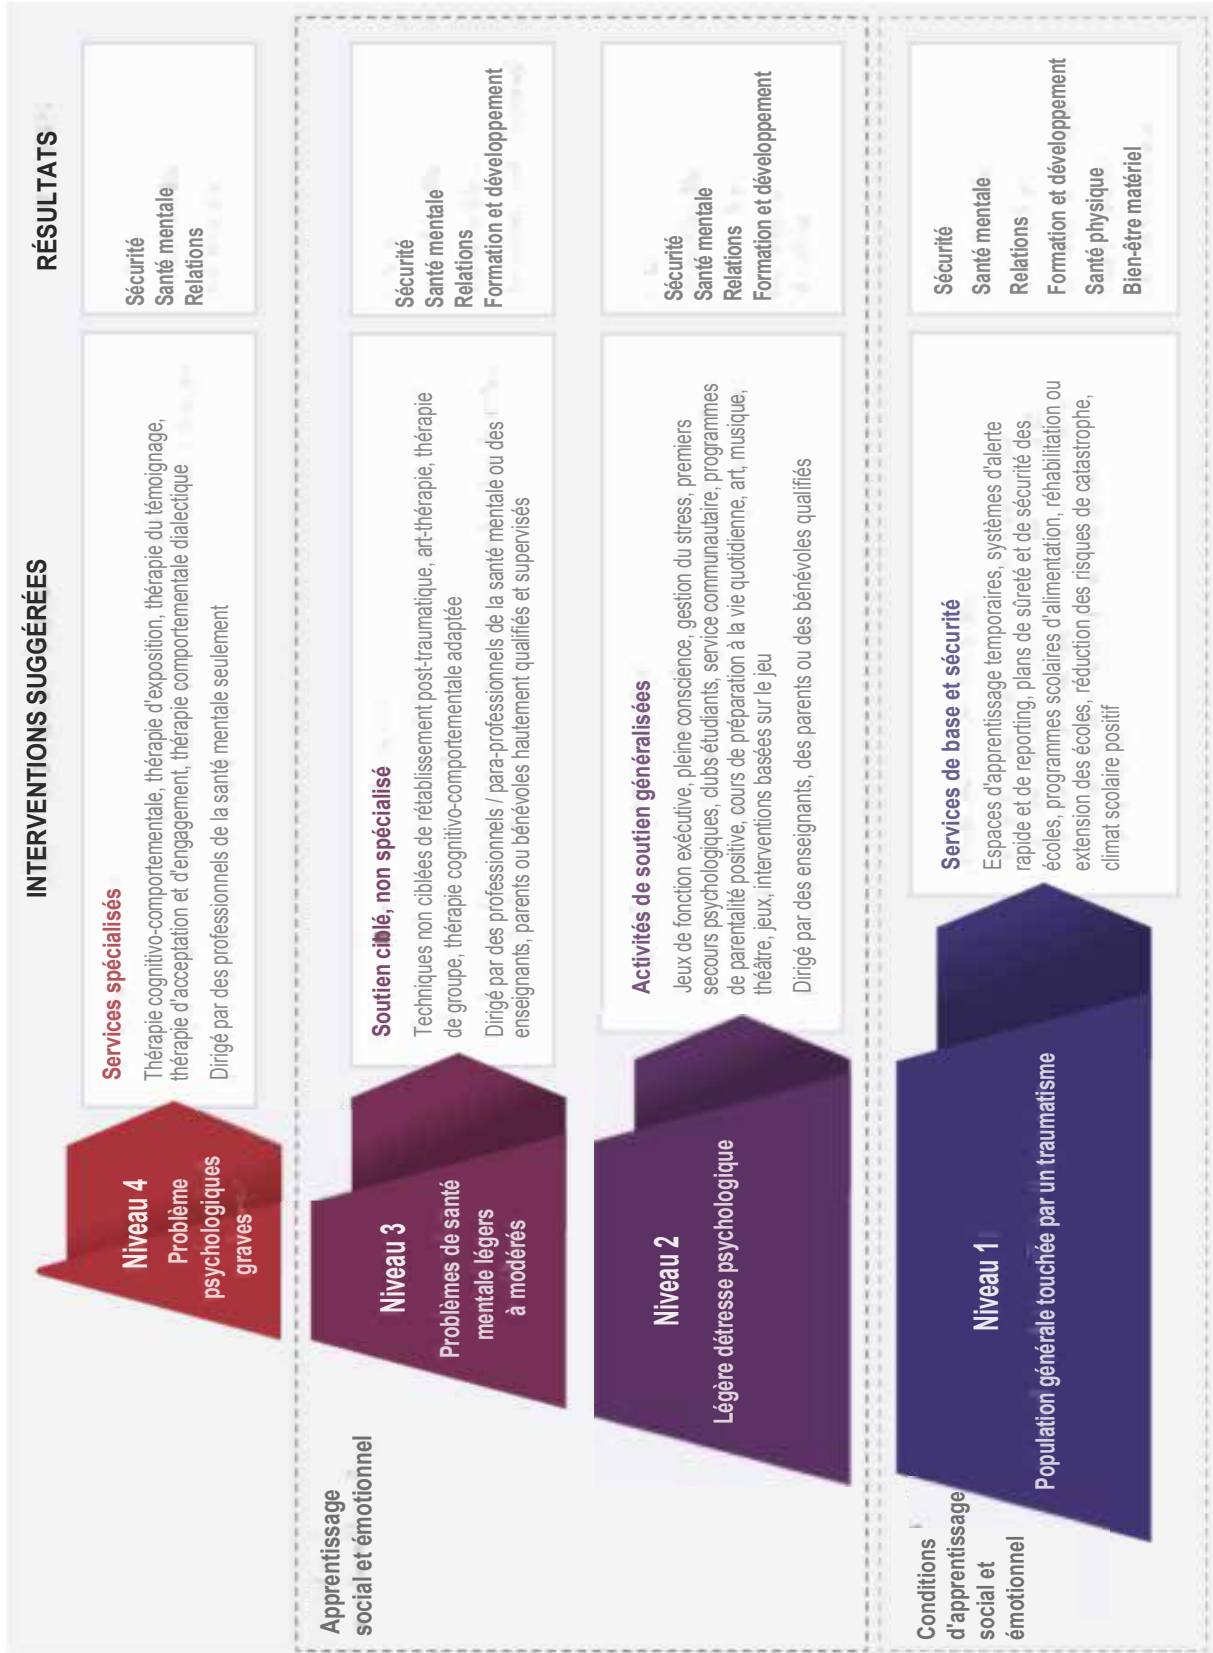 INTERVENTIONS SUGGÉRÉES
RÉSULTATS
Niveau 4
Problème
psychologiques
graves
Services spécialisés
Thérapie cognitivo-comportementale, thérapie d'exposition, thérapie du témoignage,
thérapie d'acceptation et d'engagement, thérapie comportementale dialectique
Dirigé par des professionnels de la santé mentale seulement
Sécurité
Santé mentale
Relations
Apprentissage
social et émotionnel
Niveau 3
Problèmes de santé
mentale légers
à modérés
Soutien ciblé, non spécialisé
Techniques non ciblées de rétablissement post-traumatique, art-thérapie, thérapie
de groupe, thérapie cognitivo-comportementale adaptée
Dirigé par des professionnels / para-professionnels de la santé mentale ou des
enseignants, parents ou bénévoles hautement qualifiés et supervisés
Sécurité
Santé mentale
Relations
Formation et développement
Niveau 2
Légère détresse psychologique
Activités de soutien généralisées
Jeux de fonction exécutive, pleine conscience, gestion du stress, premiers
secours psychologiques, clubs étudiants, service communautaire, programmes
de parentalité positive, cours de préparation à la vie quotidienne, art, musique,
théâtre, jeux, interventions basées sur le jeu
Dirigé par des enseignants, des parents ou des bénévoles qualifiés
Sécurité
Santé mentale
Relations
Formation et développement
Conditions
d'apprentissage
social et
émotionnel
Niveau 1
Population générale touchée par un traumatisme
Services de base et sécurité
Espaces d'apprentissage temporaires, systèmes d'alerte
rapide et de reporting, plans de sûreté et de sécurité des
écoles, programmes scolaires d'alimentation, réhabilitation ou
extension des écoles, réduction des risques de catastrophe,
climat scolaire positif
Sécurité
Santé mentale
Relations
Formation et développement
Santé physique
Bien-être matériel